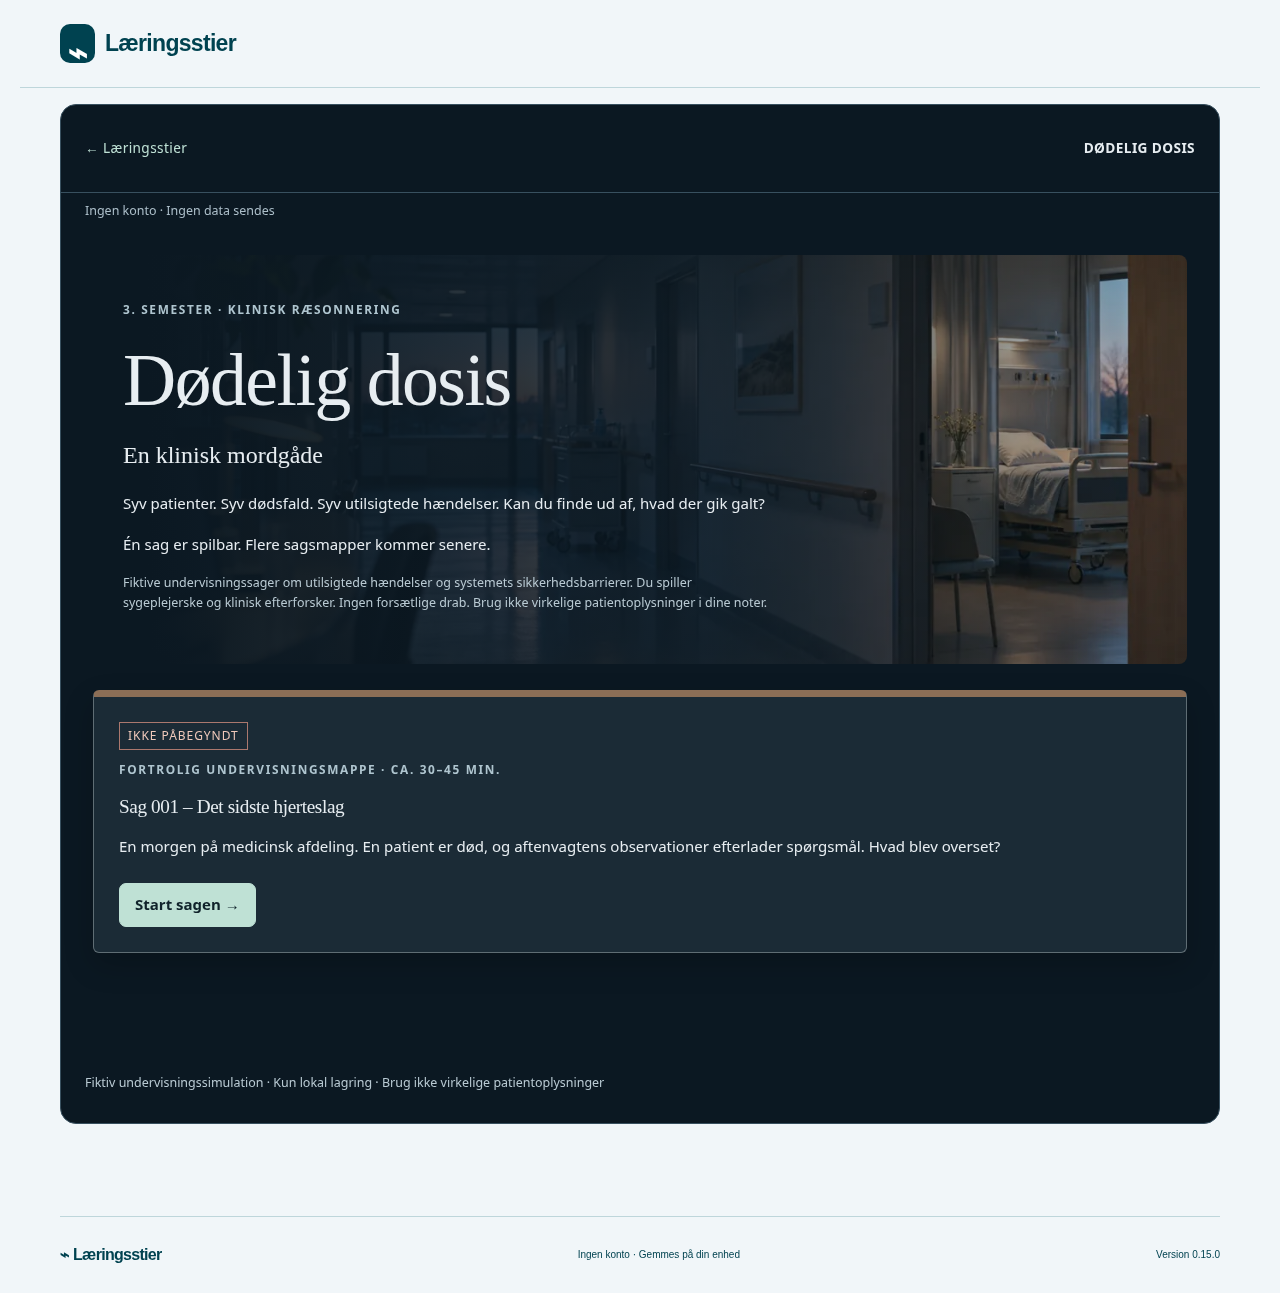 Læringsstier
← Læringsstier
DØDELIG DOSIS
Ingen konto · Ingen data sendes
3. SEMESTER · KLINISK RÆSONNERING
Dødelig dosis
En klinisk mordgåde
Syv patienter. Syv dødsfald. Syv utilsigtede hændelser. Kan du finde ud af, hvad der gik galt?
Én sag er spilbar. Flere sagsmapper kommer senere.
Fiktive undervisningssager om utilsigtede hændelser og systemets sikkerhedsbarrierer. Du spiller
sygeplejerske og klinisk efterforsker. Ingen forsætlige drab. Brug ikke virkelige patientoplysninger i dine noter.
IKKE PÅBEGYNDT
FORTROLIG UNDERVISNINGSMAPPE · CA. 30–45 MIN.
Sag 001 – Det sidste hjerteslag
En morgen på medicinsk afdeling. En patient er død, og aftenvagtens observationer efterlader spørgsmål. Hvad blev overset?
Start sagen →
Fiktiv undervisningssimulation · Kun lokal lagring · Brug ikke virkelige patientoplysninger
⌁ Læringsstier
Ingen konto · Gemmes på din enhed
Version 0.15.0